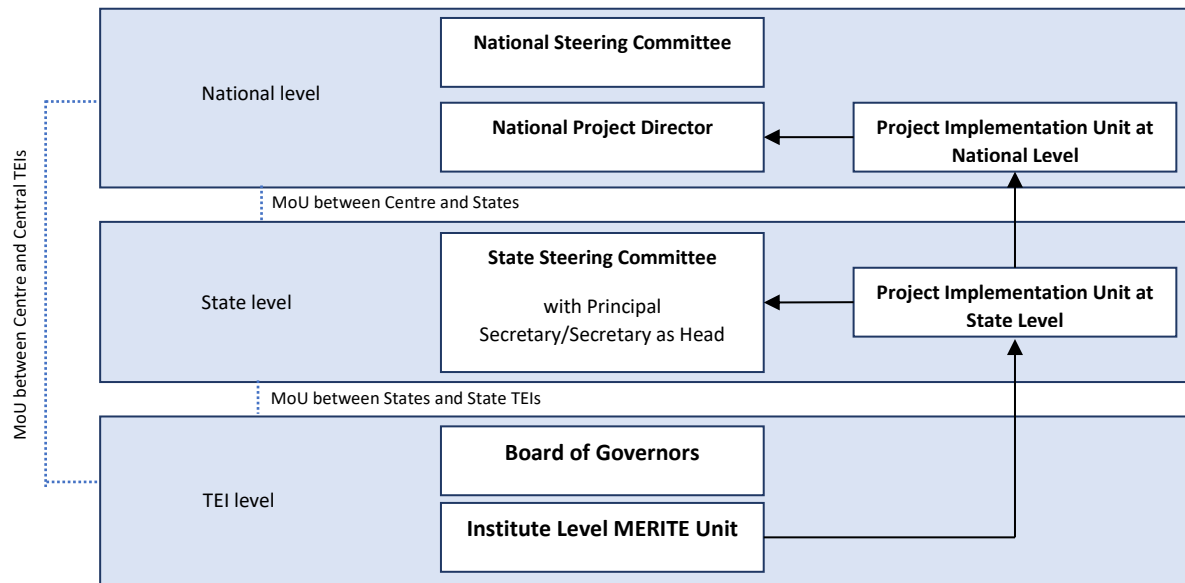 National Steering Committee
National level
National Project Director
Project Implementation Unit at
National Level
MoU between Centre and Central TEIs
MoU between Centre and States
State Steering Committee
with Principal
Secretary/Secretary as Head
State level
Project Implementation Unit at
State Level
MoU between States and State TEIs
Board of Governors
TEI level
Institute Level MERITE Unit